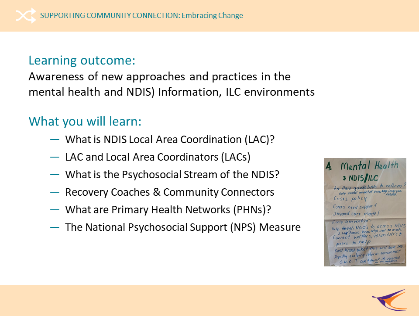 SUPPORTING COMMUNITY CONNECTION: Embracing Change
Learning outcome:
Awareness of new approaches and practices in the
mental health and NDIS) Information, ILC environments
What you will learn:
— What is NDIS Local Area Coordination (LAC)?
— LAC and Local Area Coordinators (LACs)
— What is the Psychosocial Stream of the NDIS?
— Recovery Coaches & Community Connectors
— What are Primary Health Networks (PHNs)?
— The National Psychosocial Support (NPS) Measure
Mental Health
NDIS/ILC